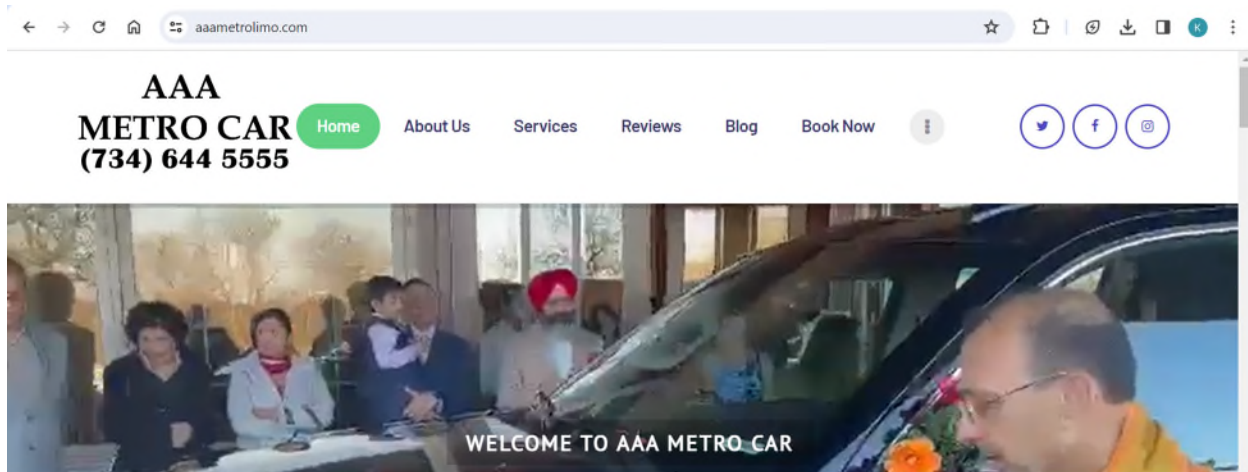 aaametrolimo.com
K
AAA
METRO CAR
(734) 644 5555
Home
About Us
Services
Reviews
Blog
Book Now
WELCOME TO AAA METRO CAR